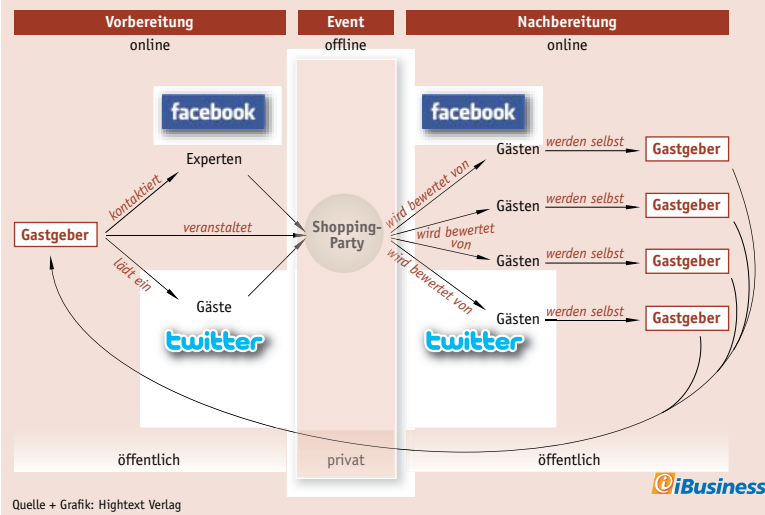 Vorbereitung
Event
Nachbereitung
online
offline
online
facebook
facebook
Experten
kontaktiert
Gastgeber
veranstaltet
lädt ein
Gäste
twitter
Shopping-
Party
wird bewertet von
wird bewertet
von
wird bewertet von
Gästen
werden selbst
Gastgeber
Gästen
werden selbst
Gastgeber
Gästen
werden selbst
Gastgeber
Gästen
werden selbst
Gastgeber
twitter
öffentlich
privat
öffentlich
iBusiness
Quelle + Grafik: Hightext Verlag